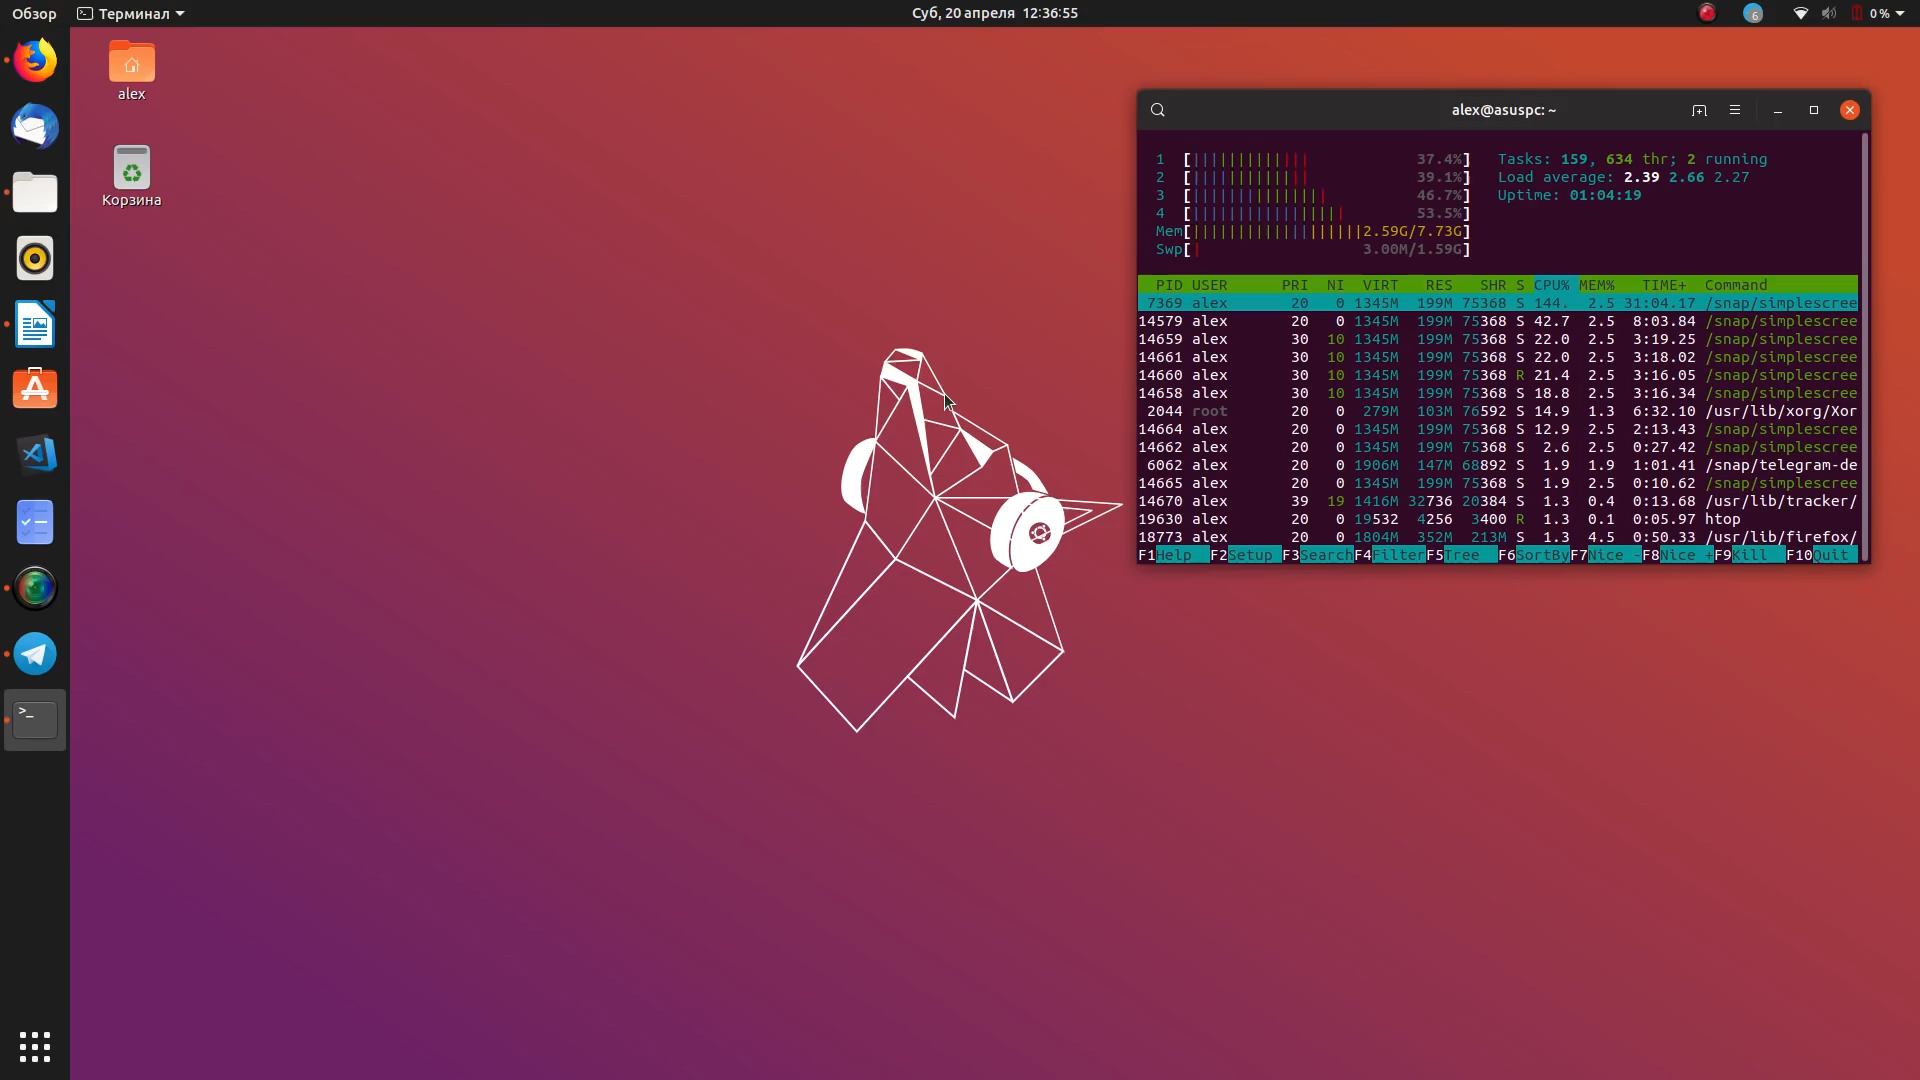 Обзор Терминал Суб, 20 апреля 12:36:55 6 0 %
alex
Корзина
alex@asuspc: ~
1 [||||||||||||| 37.4%] Tasks: 159, 634 thr; 2 running
2 [||||||||||||| 39.1%] Load average: 2.39 2.66 2.27
3 [||||||||||||||| 46.7%] Uptime: 01:04:19
4 [||||||||||||||||| 53.5%]
Mem[|||||||||||||||||||2.59G/7.73G]
Swp[| 3.00M/1.59G]
PID USER PRI NI VIRT RES SHR S CPU% MEM% TIME+ Command
7369 alex 20 0 1345M 199M 75368 S 144. 2.5 31:04.17 /snap/simplescree
14579 alex 20 0 1345M 199M 75368 S 42.7 2.5 8:03.84 /snap/simplescree
14659 alex 30 10 1345M 199M 75368 S 22.0 2.5 3:19.25 /snap/simplescree
14661 alex 30 10 1345M 199M 75368 S 22.0 2.5 3:18.02 /snap/simplescree
14660 alex 30 10 1345M 199M 75368 R 21.4 2.5 3:16.05 /snap/simplescree
14658 alex 30 10 1345M 199M 75368 S 18.8 2.5 3:16.34 /snap/simplescree
2044 root 20 0 279M 103M 76592 S 14.9 1.3 6:32.10 /usr/lib/xorg/Xor
14664 alex 20 0 1345M 199M 75368 S 12.9 2.5 2:13.43 /snap/simplescree
14662 alex 20 0 1345M 199M 75368 S 2.6 2.5 0:27.42 /snap/simplescree
6062 alex 20 0 1906M 147M 68892 S 1.9 1.9 1:01.41 /snap/telegram-de
14665 alex 20 0 1345M 199M 75368 S 1.9 2.5 0:10.62 /snap/simplescree
14670 alex 39 19 1416M 32736 20384 S 1.3 0.4 0:13.68 /usr/lib/tracker/
19630 alex 20 0 19532 4256 3400 R 1.3 0.1 0:05.97 htop
18773 alex 20 0 1804M 352M 213M S 1.3 4.5 0:50.33 /usr/lib/firefox/
F1Help F2Setup F3SearchF4FilterF5Tree F6SortByF7Nice -F8Nice +F9Kill F10Quit